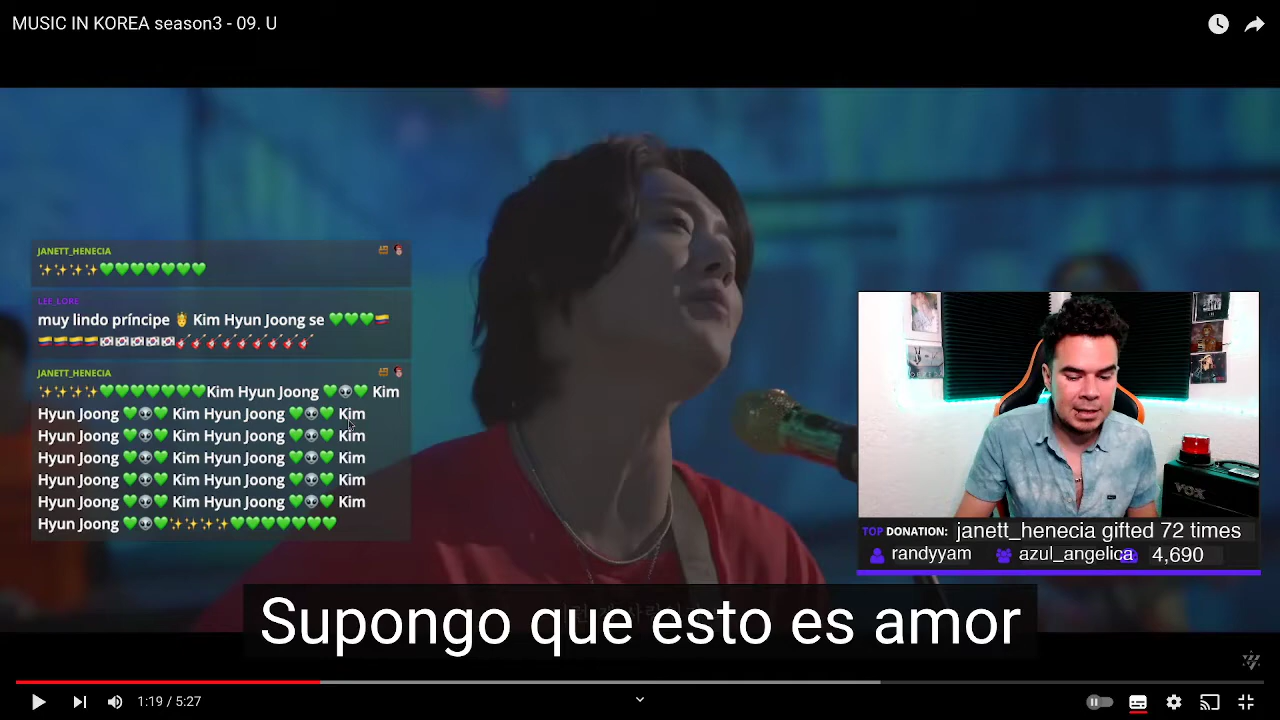 MUSIC IN KOREA season3 - 09. U
JANETT_HENECIA
✨✨✨✨💚💚💚💚💚💚💚
LEE_LORE
muy lindo príncipe 🤴 Kim Hyun Joong se 💚💚💚🇨🇴
🇨🇴🇨🇴🇨🇴🇨🇴🇰🇷🇰🇷🇰🇷🇰🇷🇰🇷🎸🎸🎸🎸🎸🎸🎸🎸🎸
JANETT_HENECIA
✨✨✨✨💚💚💚💚💚💚💚Kim Hyun Joong 💚👽💚 Kim
Hyun Joong 💚👽💚 Kim Hyun Joong 💚👽💚 Kim
Hyun Joong 💚👽💚 Kim Hyun Joong 💚👽💚 Kim
Hyun Joong 💚👽💚 Kim Hyun Joong 💚👽💚 Kim
Hyun Joong 💚👽💚 Kim Hyun Joong 💚👽💚 Kim
Hyun Joong 💚👽💚 Kim Hyun Joong 💚👽💚 Kim
Hyun Joong 💚👽💚✨✨✨✨💚💚💚💚💚💚💚
VOX
TOP DONATION: janett_henecia gifted 72 times
randyyam azul_angelica 4,690
Supongo que esto es amor
1:19 / 5:27